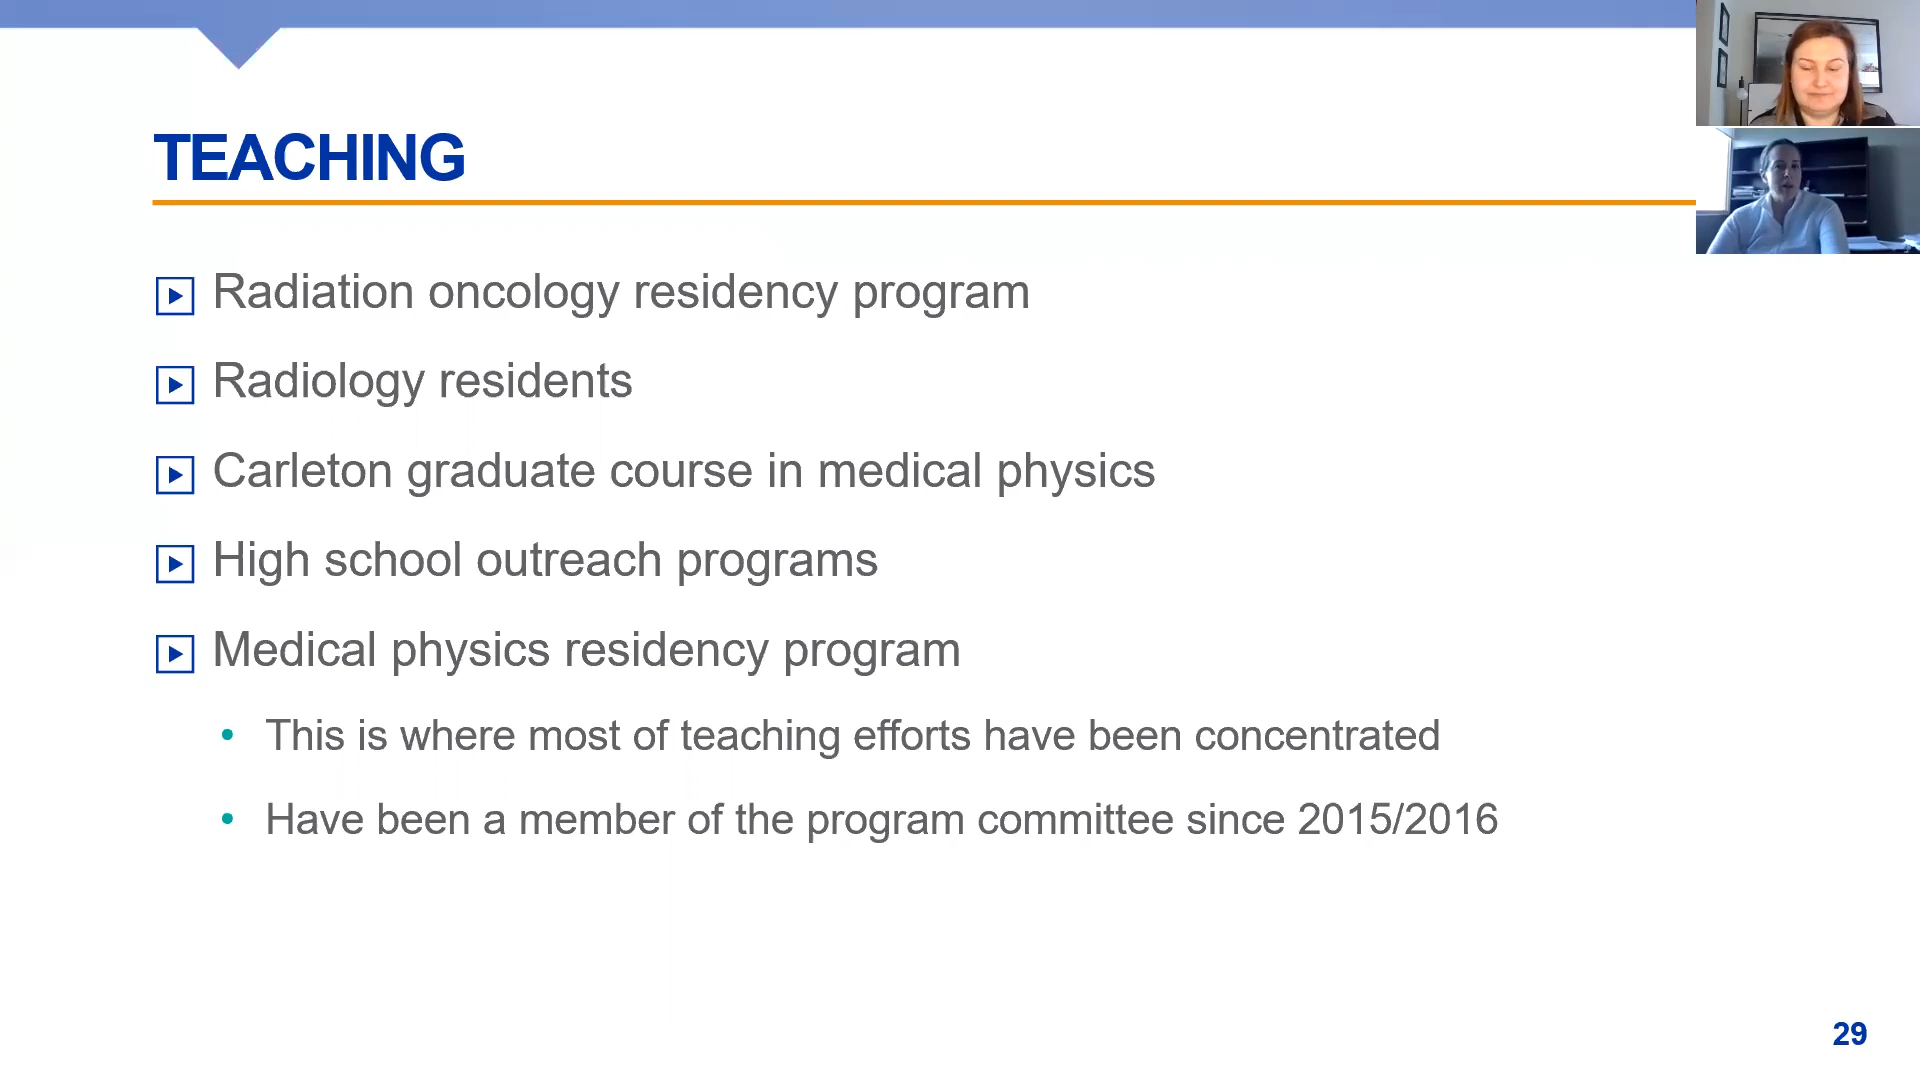 TEACHING
Radiation oncology residency program
Radiology residents
Carleton graduate course in medical physics
High school outreach programs
Medical physics residency program
• This is where most of teaching efforts have been concentrated
• Have been a member of the program committee since 2015/2016
29